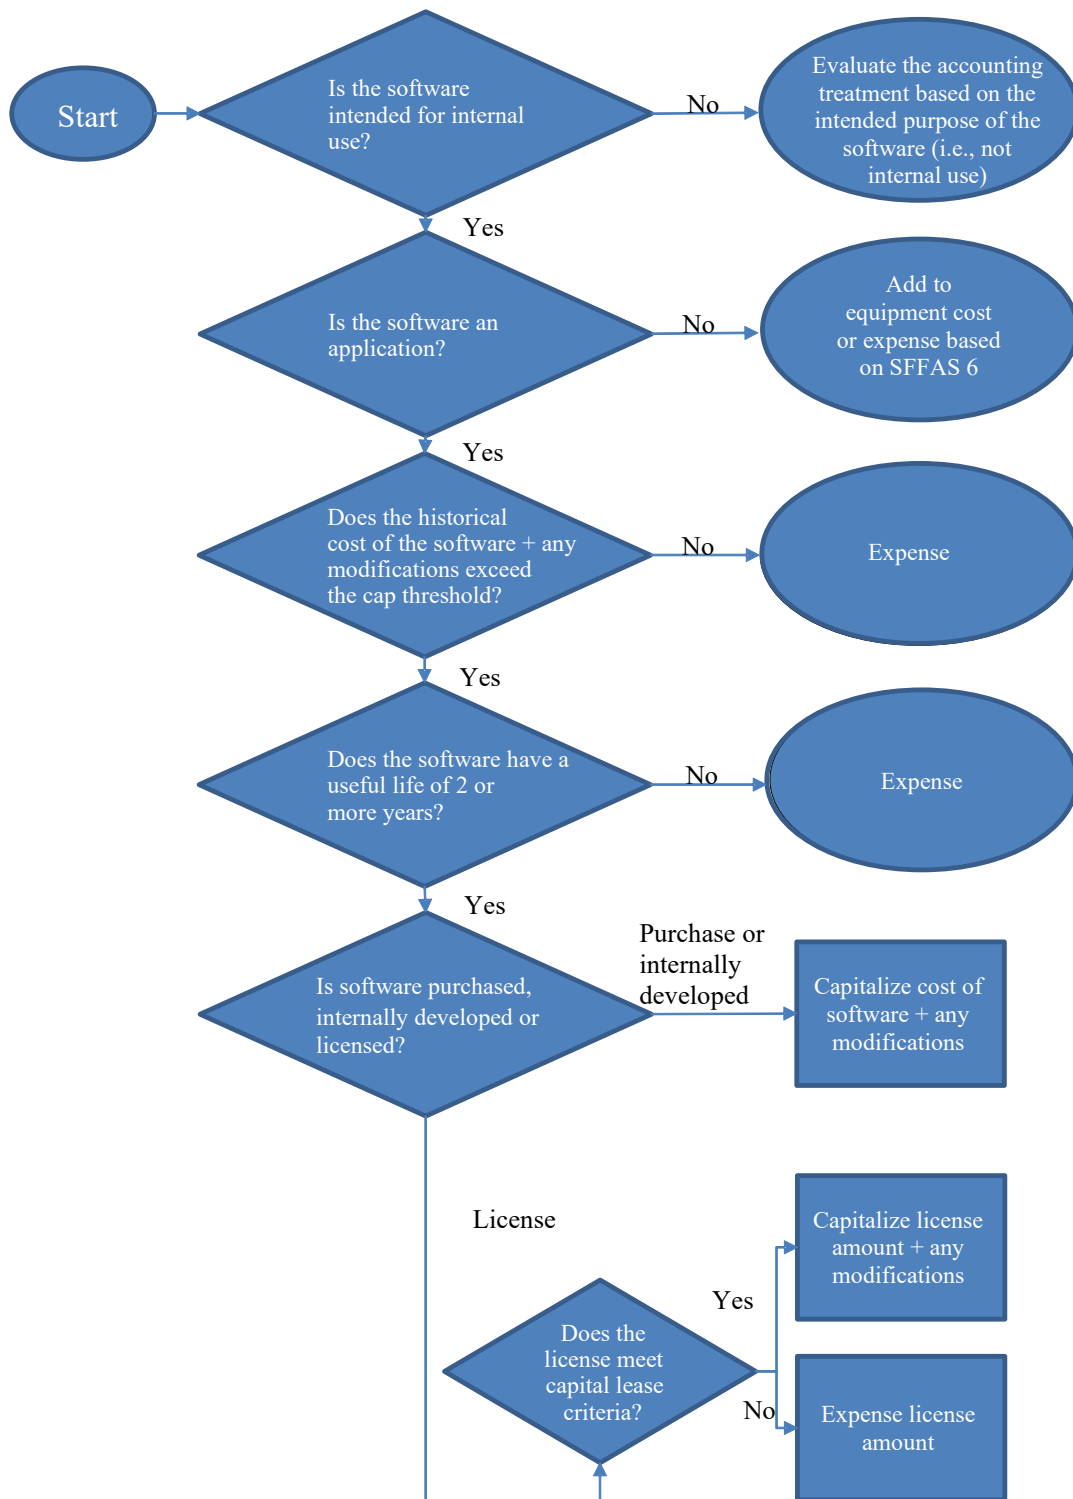 Start
Is the software
intended for internal
use?
No
Evaluate the accounting
treatment based on the
intended purpose of the
software (i.e., not
internal use)
Yes
Is the software an
application?
No
Add to
equipment cost
or expense based
on SFFAS 6
Yes
Does the historical
cost of the software + any
modifications exceed
the cap threshold?
No
Expense
Yes
Does the software have a
useful life of 2 or
more years?
No
Expense
Yes
Is software purchased,
internally developed or
licensed?
Purchase or
internally
developed
Capitalize cost of
software + any
modifications
License
Does the
license meet
capital lease
criteria?
Yes
Capitalize license
amount + any
modifications
No
Expense license
amount